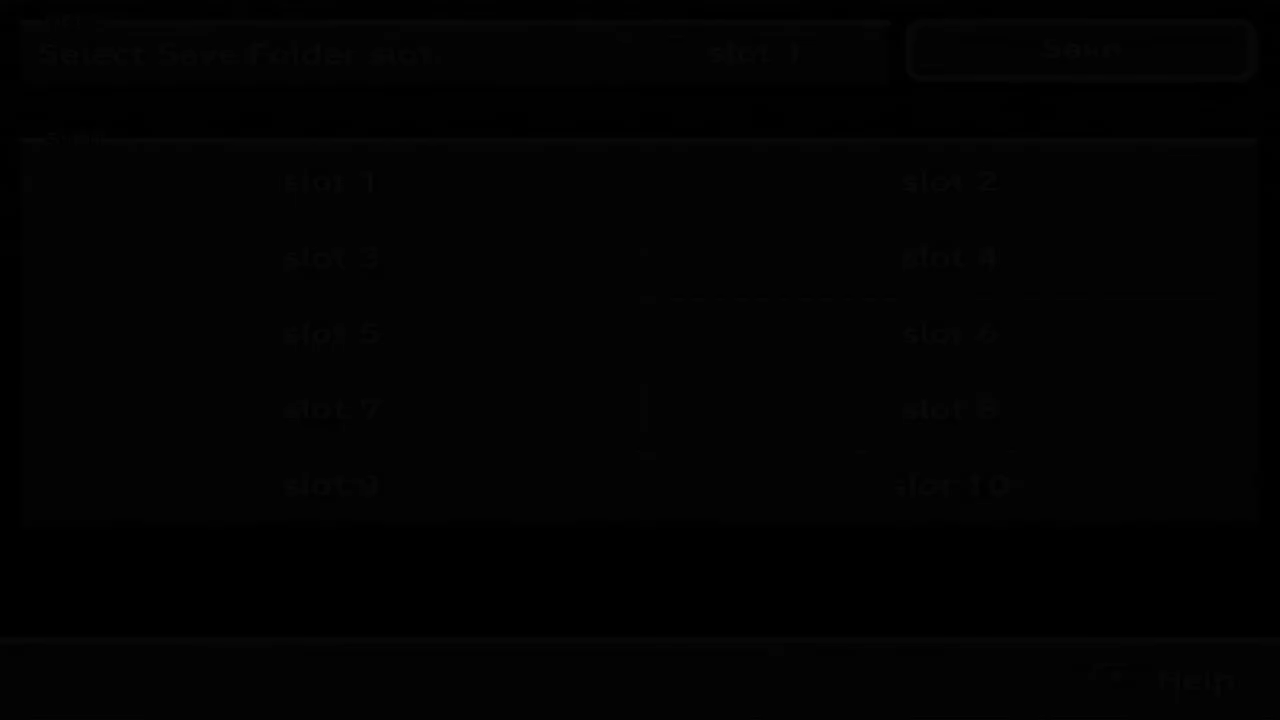 Select Save Folder slot. slot 1
slot 1 slot 2
slot 3 slot 4
slot 5 slot 6
slot 7 slot 8
slot 9 slot 10
Help